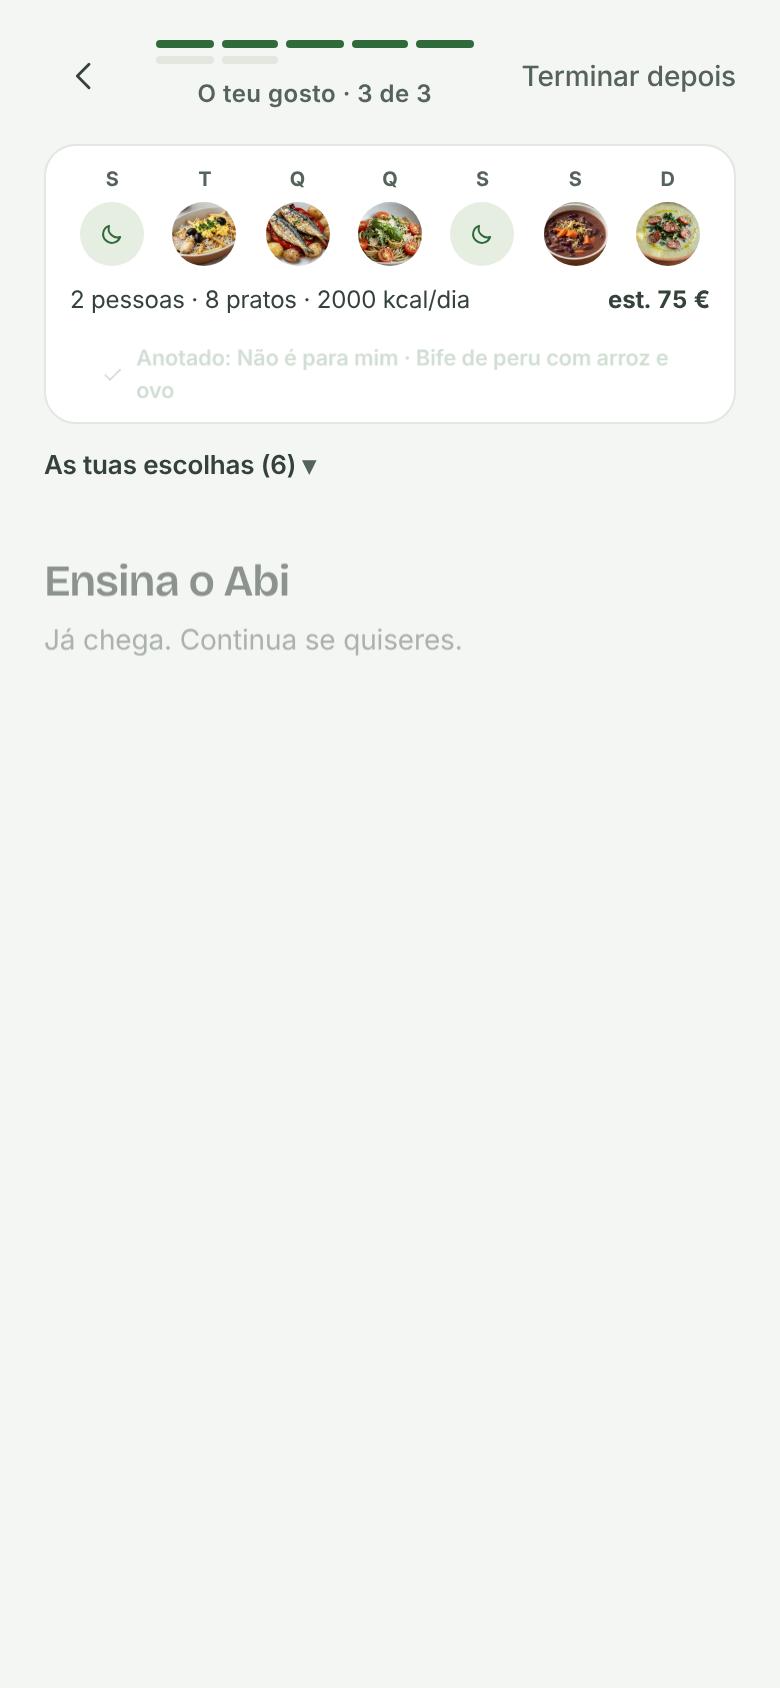 O teu gosto · 3 de 3
Terminar depois
S T Q Q S S D
2 pessoas · 8 pratos · 2000 kcal/dia
est. 75 €
Anotado: Não é para mim · Bife de peru com arroz e
ovo
As tuas escolhas (6) ▾
Ensina o Abi
Já chega. Continua se quiseres.